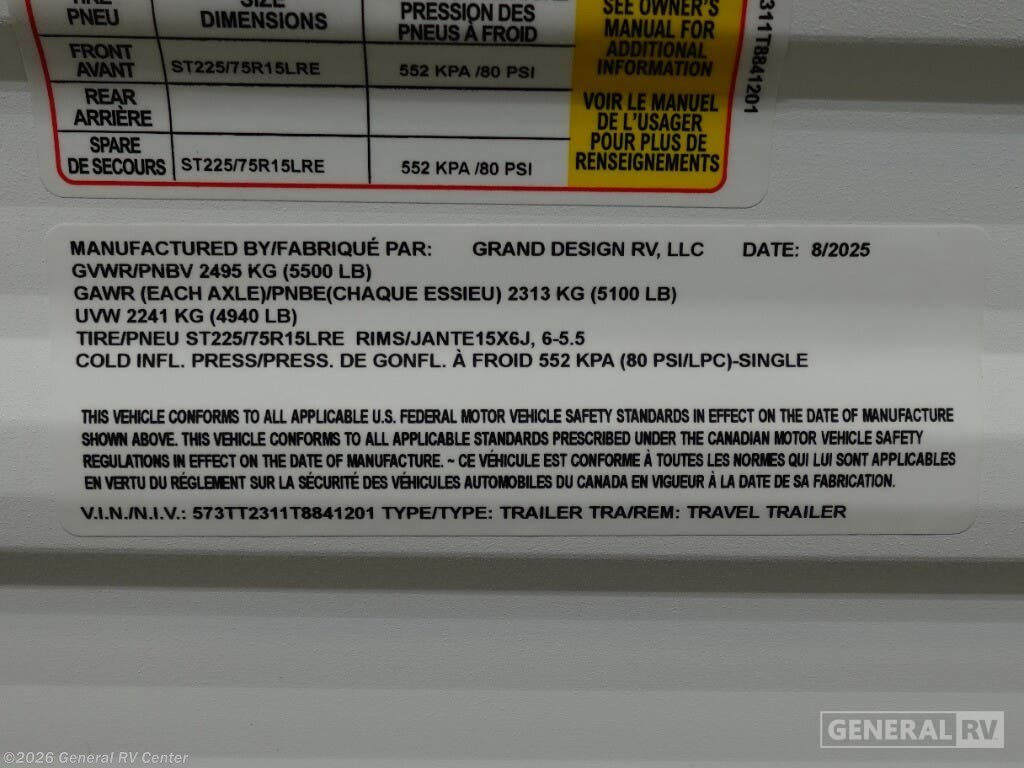 TIRE SIZE
PNEU DIMENSIONS PRESSION DES
PNEUS À FROID
FRONT
AVANT ST225/75R15LRE 552 KPA /80 PSI
REAR
ARRIÈRE
SPARE
DE SECOURS ST225/75R15LRE 552 KPA /80 PSI
SEE OWNER'S
MANUAL FOR
ADDITIONAL
INFORMATION
VOIR LE MANUEL
DE L'USAGER
POUR PLUS DE
RENSEIGNEMENTS
311T8841201
MANUFACTURED BY/FABRIQUÉ PAR: GRAND DESIGN RV, LLC DATE: 8/2025
GVWR/PNBV 2495 KG (5500 LB)
GAWR (EACH AXLE)/PNBE(CHAQUE ESSIEU) 2313 KG (5100 LB)
UVW 2241 KG (4940 LB)
TIRE/PNEU ST225/75R15LRE RIMS/JANTE15X6J, 6-5.5
COLD INFL. PRESS/PRESS. DE GONFL. À FROID 552 KPA (80 PSI/LPC)-SINGLE
THIS VEHICLE CONFORMS TO ALL APPLICABLE U.S. FEDERAL MOTOR VEHICLE SAFETY STANDARDS IN EFFECT ON THE DATE OF MANUFACTURE
SHOWN ABOVE. THIS VEHICLE CONFORMS TO ALL APPLICABLE STANDARDS PRESCRIBED UNDER THE CANADIAN MOTOR VEHICLE SAFETY
REGULATIONS IN EFFECT ON THE DATE OF MANUFACTURE. ~ CE VÉHICULE EST CONFORME À TOUTES LES NORMES QUI LUI SONT APPLICABLES
EN VERTU DU RÉGLEMENT SUR LA SÉCURITÉ DES VÉHICULES AUTOMOBILES DU CANADA EN VIGUEUR À LA DATE DE SA FABRICATION.
V.I.N./N.I.V.: 573TT2311T8841201 TYPE/TYPE: TRAILER TRA/REM: TRAVEL TRAILER
GENERAL RV
©2026 General RV Center